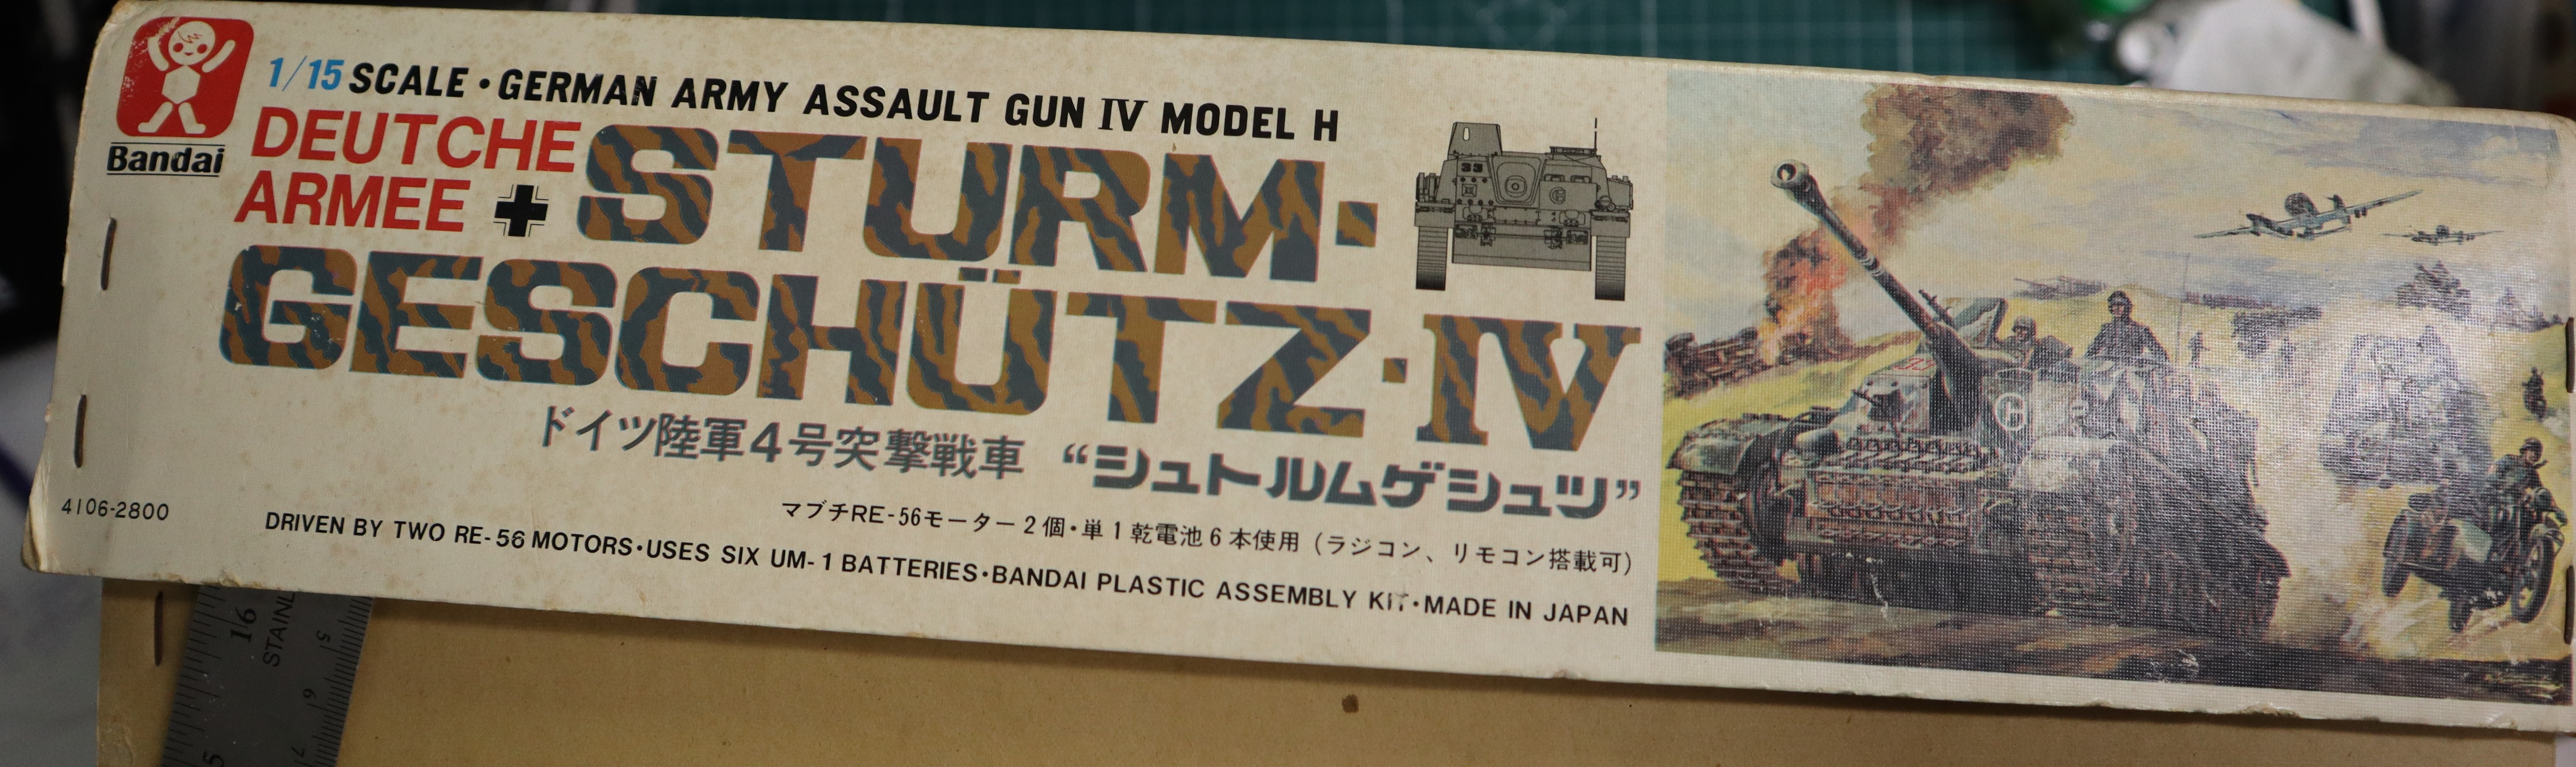 Bandai
1/15 SCALE・GERMAN ARMY ASSAULT GUN IV MODEL H
DEUTCHE
ARMEE
STURM-
GESCHÜTZ・IV
ドイツ陸軍4号突撃戦車 “シュトルムゲシュツ”
4106-2800
マブチRE-56モーター2個・単1乾電池6本使用（ラジコン、リモコン搭載可）
DRIVEN BY TWO RE-56 MOTORS・USES SIX UM-1 BATTERIES・BANDAI PLASTIC ASSEMBLY KIT・MADE IN JAPAN
16
5
6
7